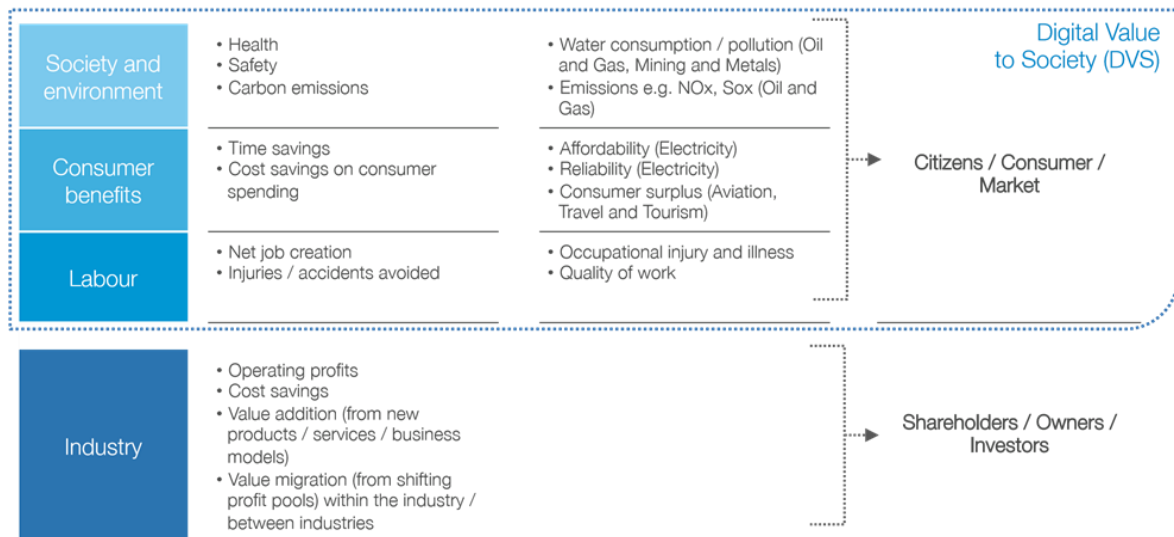 Digital Value
to Society (DVS)
Society and
environment
• Health
• Safety
• Carbon emissions
• Water consumption / pollution (Oil
and Gas, Mining and Metals)
• Emissions e.g. NOx, Sox (Oil and
Gas)
Consumer
benefits
• Time savings
• Cost savings on consumer
spending
• Affordability (Electricity)
• Reliability (Electricity)
• Consumer surplus (Aviation,
Travel and Tourism)
Citizens / Consumer /
Market
Labour
• Net job creation
• Injuries / accidents avoided
• Occupational injury and illness
• Quality of work
Industry
• Operating profits
• Cost savings
• Value addition (from new
products / services / business
models)
• Value migration (from shifting
profit pools) within the industry /
between industries
Shareholders / Owners /
Investors